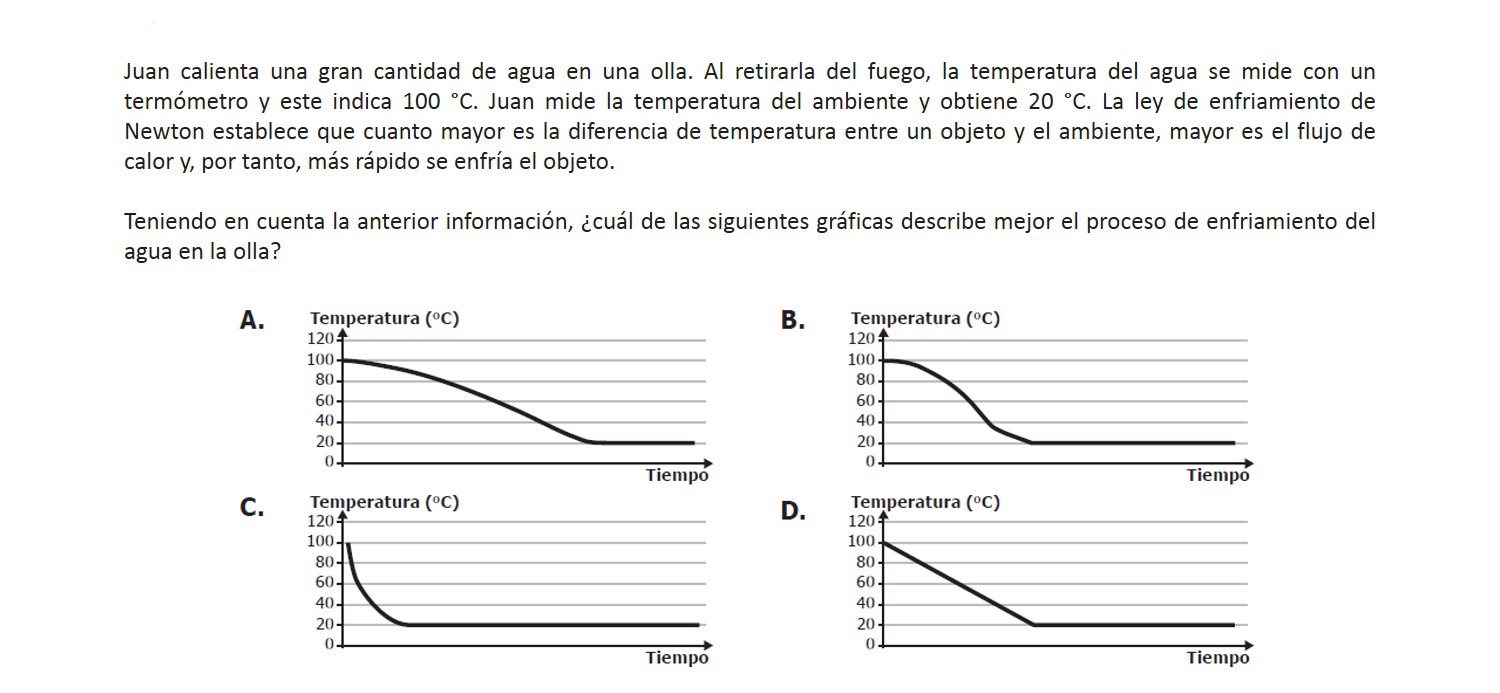 Juan calienta una gran cantidad de agua en una olla. Al retirarla del fuego, la temperatura del agua se mide con un
termómetro y este indica 100 °C. Juan mide la temperatura del ambiente y obtiene 20 °C. La ley de enfriamiento de
Newton establece que cuanto mayor es la diferencia de temperatura entre un objeto y el ambiente, mayor es el flujo de
calor y, por tanto, más rápido se enfría el objeto.
Teniendo en cuenta la anterior información, ¿cuál de las siguientes gráficas describe mejor el proceso de enfriamiento del
agua en la olla?
A.
Temperatura (ºC)
120
100
80
60
40
20
0
Tiempo
B.
Temperatura (ºC)
120
100
80
60
40
20
0
Tiempo
C.
Temperatura (ºC)
120
100
80
60
40
20
0
Tiempo
D.
Temperatura (ºC)
120
100
80
60
40
20
0
Tiempo